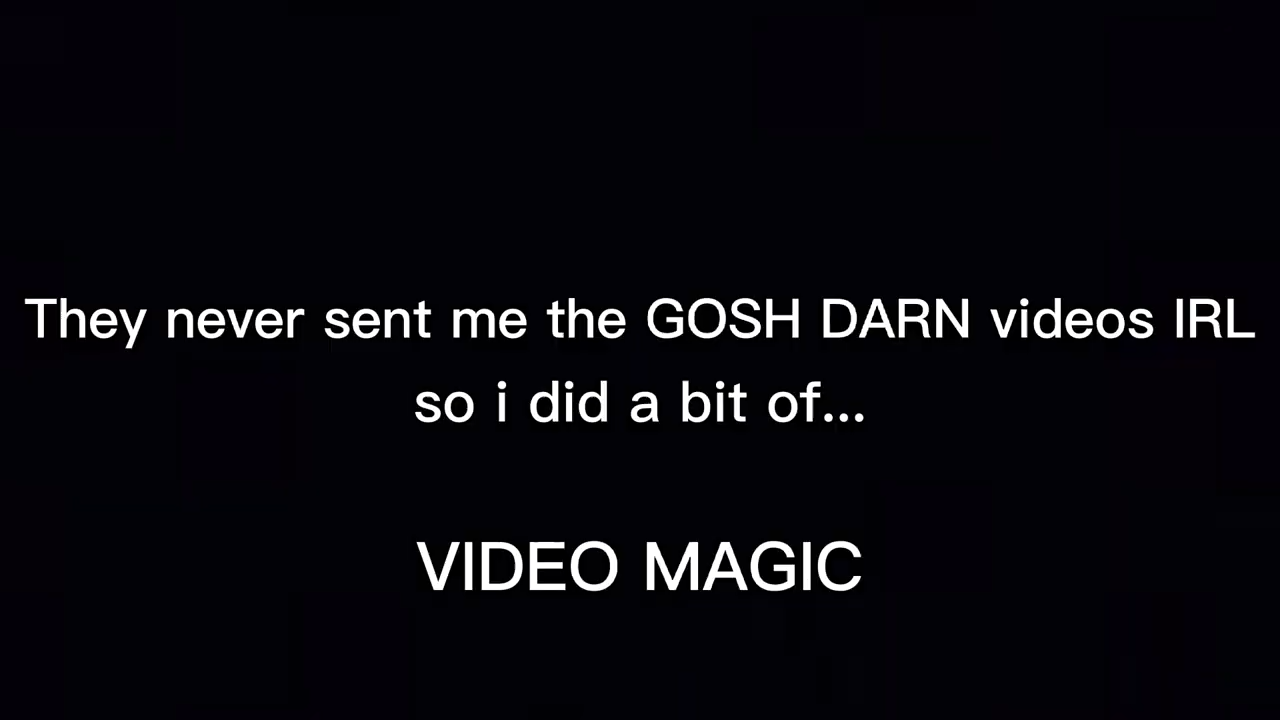 They never sent me the GOSH DARN videos IRL
so i did a bit of...
VIDEO MAGIC